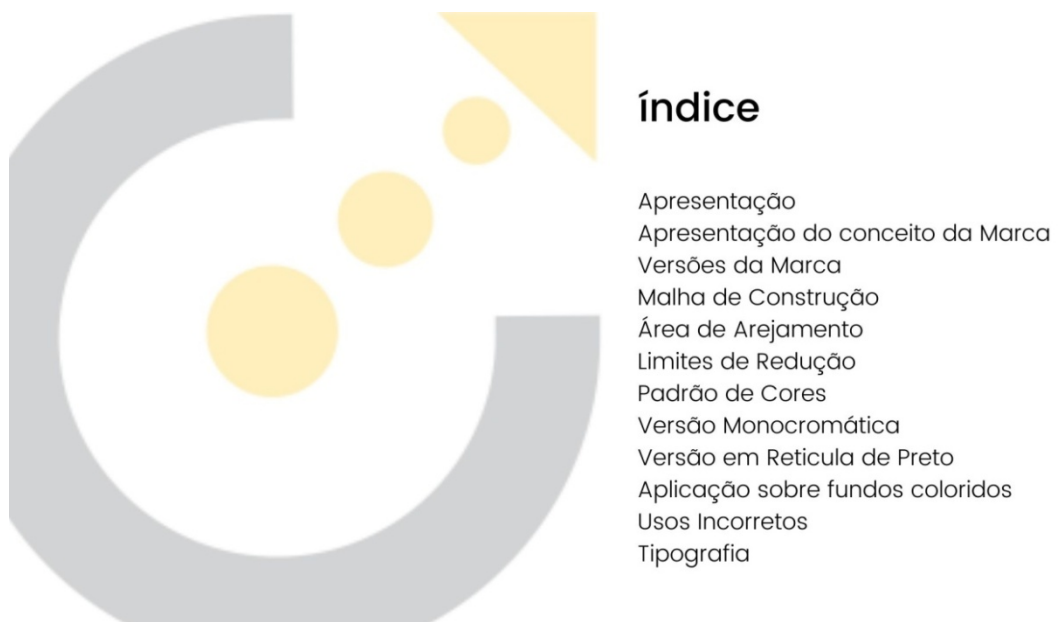 índice
Apresentação
Apresentação do conceito da Marca
Versões da Marca
Malha de Construção
Área de Arejamento
Limites de Redução
Padrão de Cores
Versão Monocromática
Versão em Reticula de Preto
Aplicação sobre fundos coloridos
Usos Incorretos
Tipografia